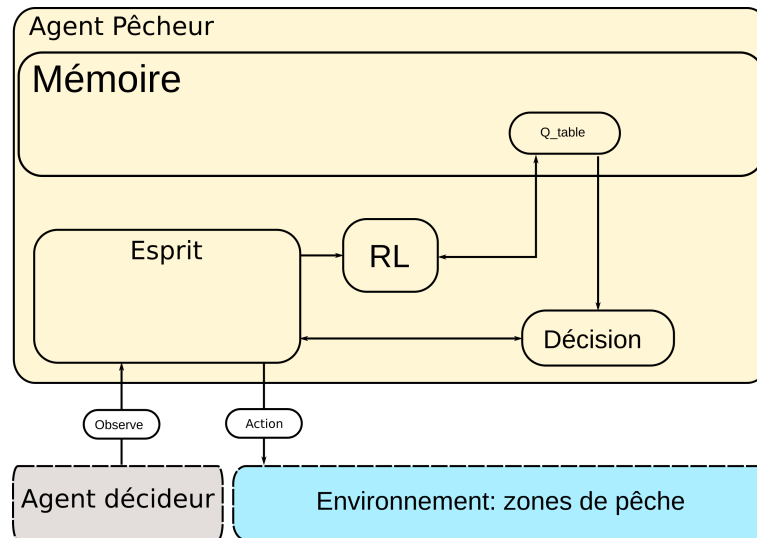 Agent Pêcheur
Mémoire
Q_table
Esprit
RL
Décision
Observe
Action
Agent décideur
Environnement: zones de pêche